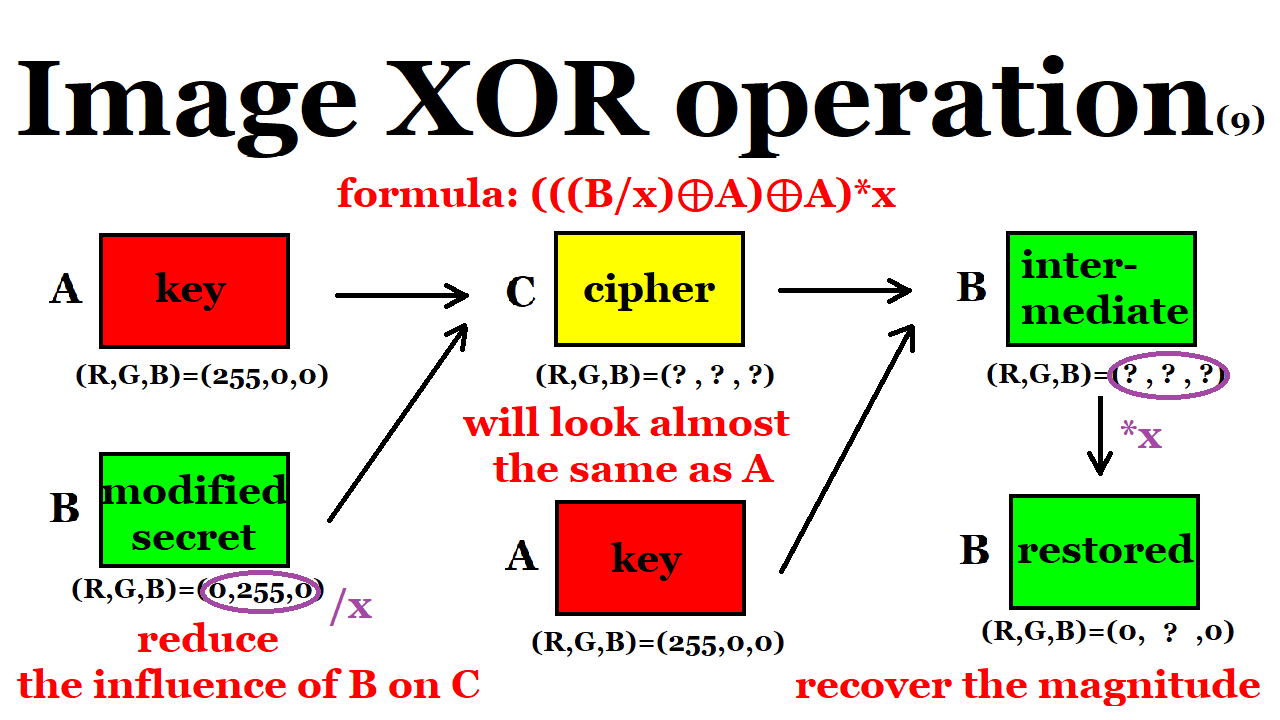 Image XOR operation(9)
formula: (((B/x)⊕A)⊕A)*x
A
key
(R,G,B)=(255,0,0)
C
cipher
(R,G,B)=(? , ? , ?)
will look almost
the same as A
B
inter-
mediate
(R,G,B)=(? , ? , ?)
*x
B
modified
secret
(R,G,B)=(0,255,0)
/x
reduce
the influence of B on C
A
key
(R,G,B)=(255,0,0)
B
restored
(R,G,B)=(0, ? ,0)
recover the magnitude